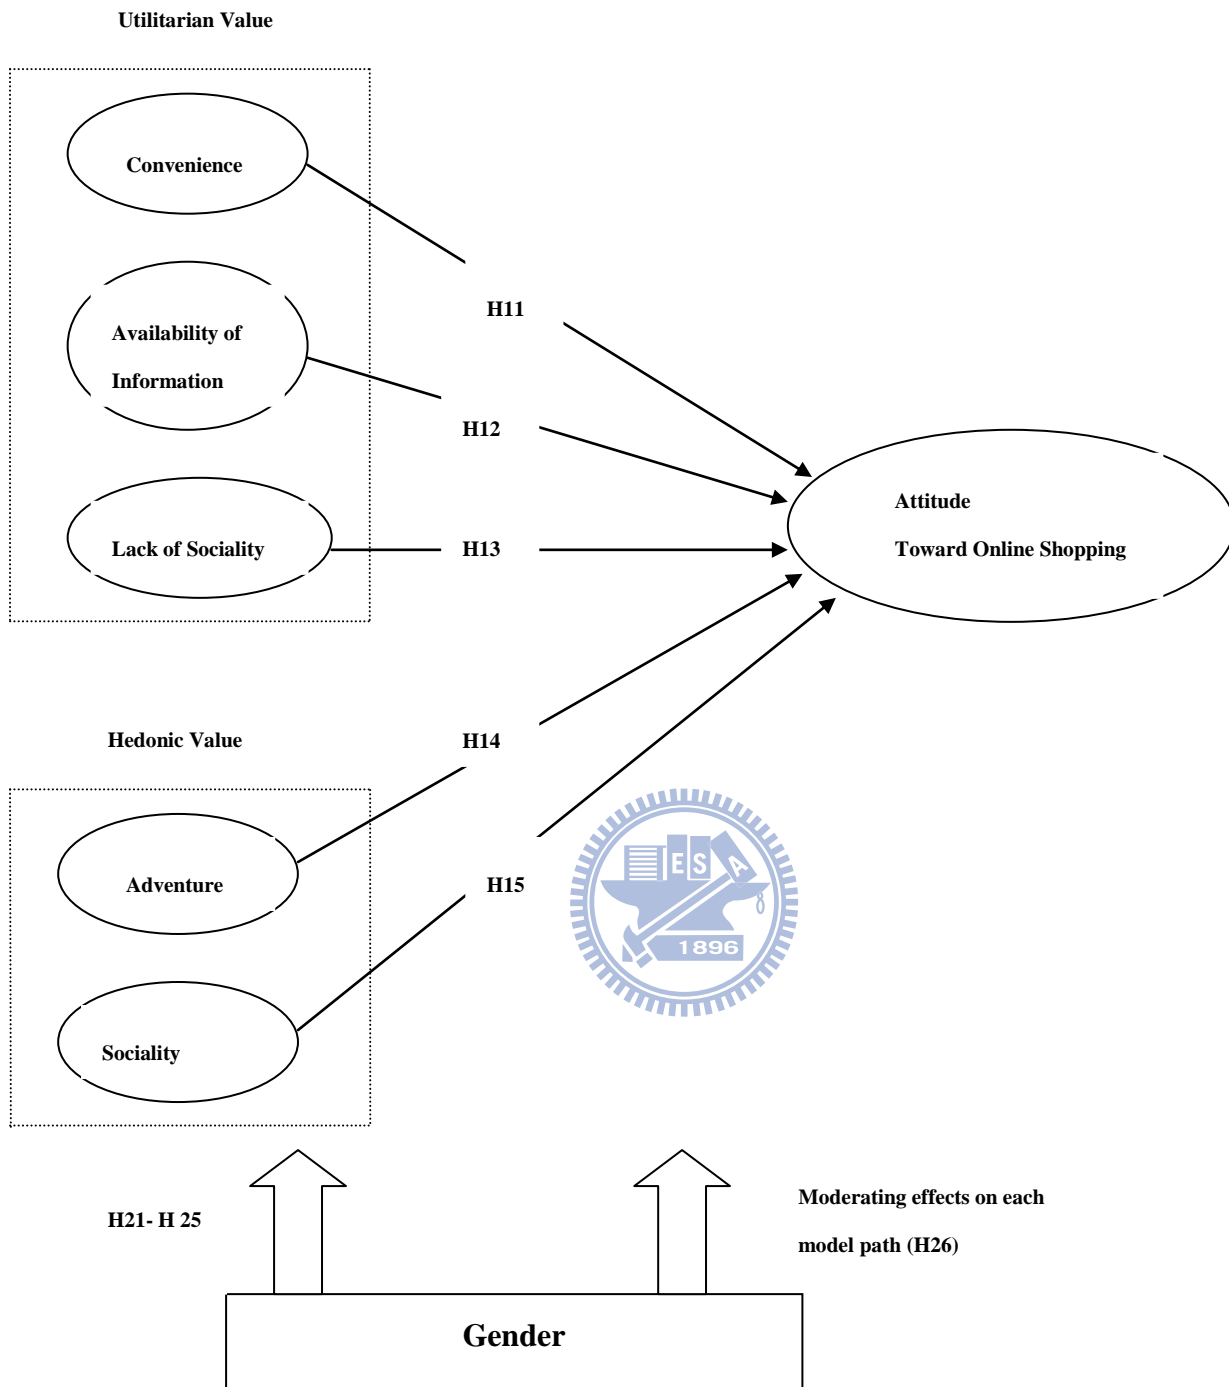 Utilitarian Value
Convenience
H11
Availability of
Information
H12
Attitude
Toward Online Shopping
Lack of Sociality
H13
Hedonic Value
H14
Adventure
H15
E S A
1896
Sociality
H21- H 25
Moderating effects on each
model path (H26)
Gender